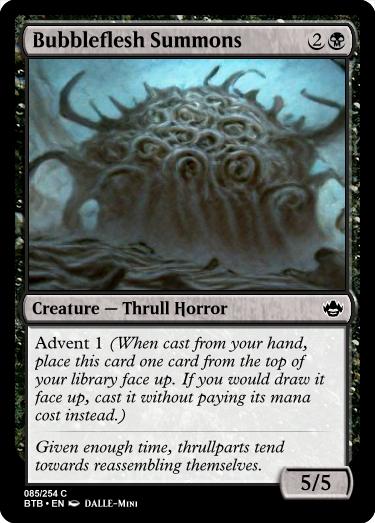 Bubbleflesh Summons 2
Creature — Thrull Horror
Advent 1 (When cast from your hand,
place this card one card from the top of
your library face up. If you would draw it
face up, cast it without paying its mana
cost instead.)
Given enough time, thrullparts tend
towards reassembling themselves.
5/5
085/254 C
BTB • EN DALLE-Mini